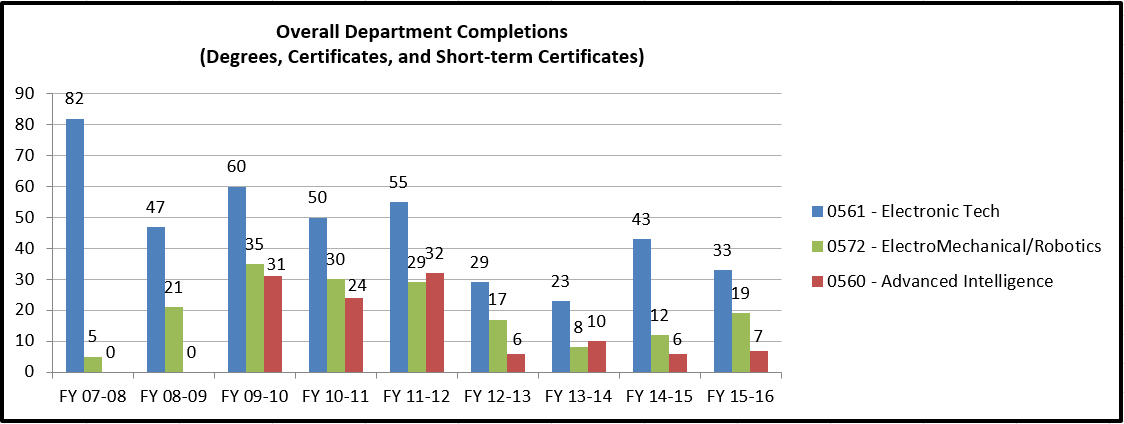 Overall Department Completions
(Degrees, Certificates, and Short-term Certificates)
90
80
70
60
50
40
30
20
10
0
82
5
0
47
21
0
60
35
31
50
30
24
55
29
32
29
17
6
23
8
10
43
12
6
33
19
7
FY 07-08
FY 08-09
FY 09-10
FY 10-11
FY 11-12
FY 12-13
FY 13-14
FY 14-15
FY 15-16
0561 - Electronic Tech
0572 - ElectroMechanical/Robotics
0560 - Advanced Intelligence